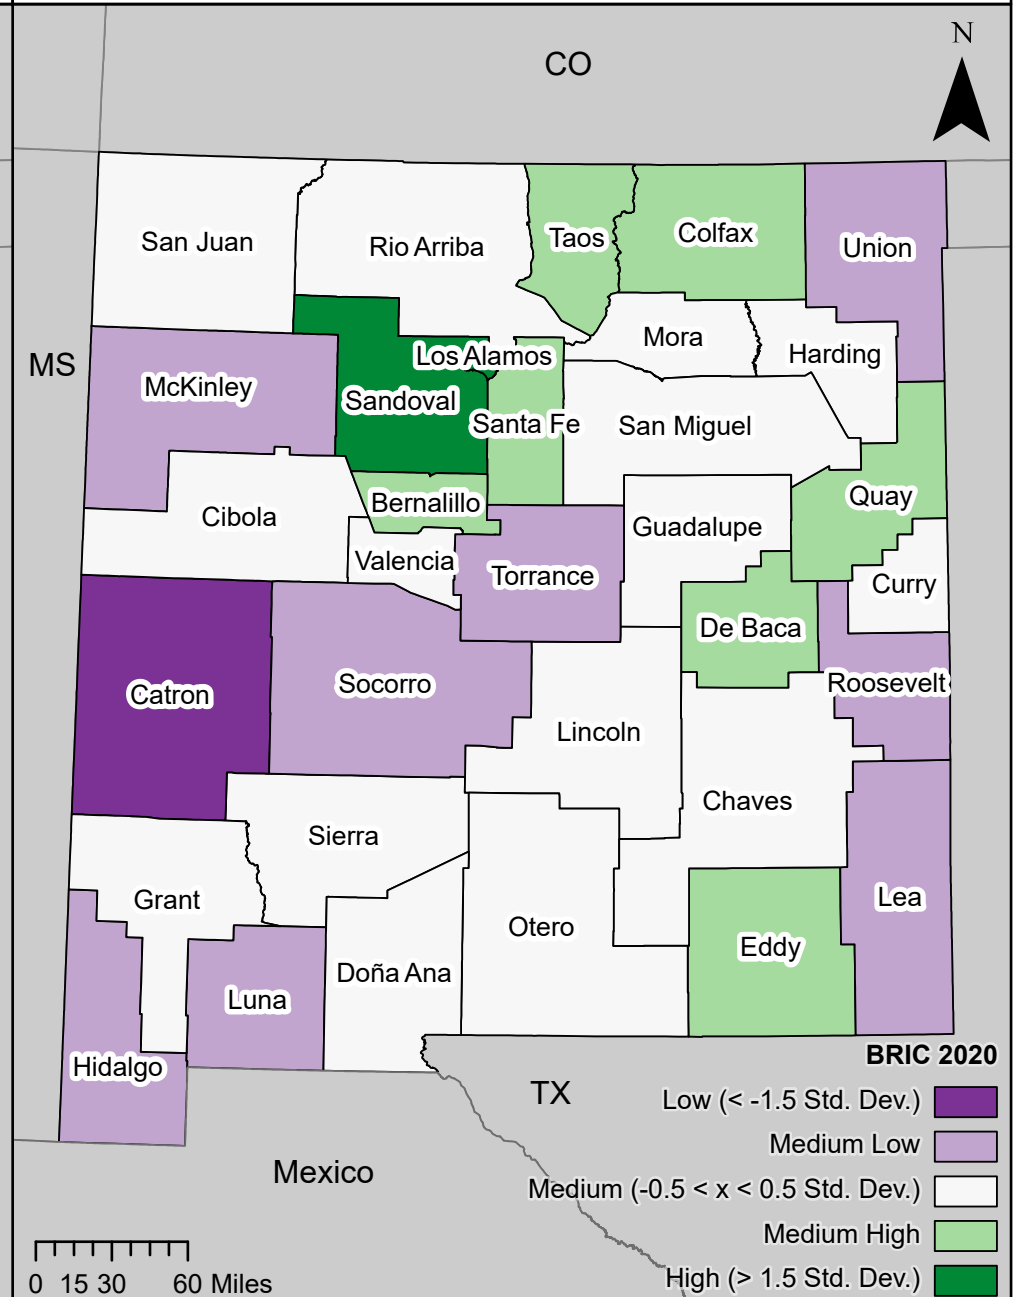 N
CO
San Juan
Rio Arriba
Taos
Colfax
Union
Mora
Harding
MS
Los Alamos
McKinley
Sandoval
Santa Fe
San Miguel
Quay
Bernalillo
Cibola
Guadalupe
Valencia
Torrance
Curry
De Baca
Catron
Socorro
Roosevelt
Lincoln
Chaves
Sierra
Grant
Lea
Otero
Eddy
Doña Ana
Luna
Hidalgo
TX
Mexico
BRIC 2020
Low (< -1.5 Std. Dev.)
Medium Low
Medium (-0.5 < x < 0.5 Std. Dev.)
Medium High
High (> 1.5 Std. Dev.)
0 15 30 60 Miles